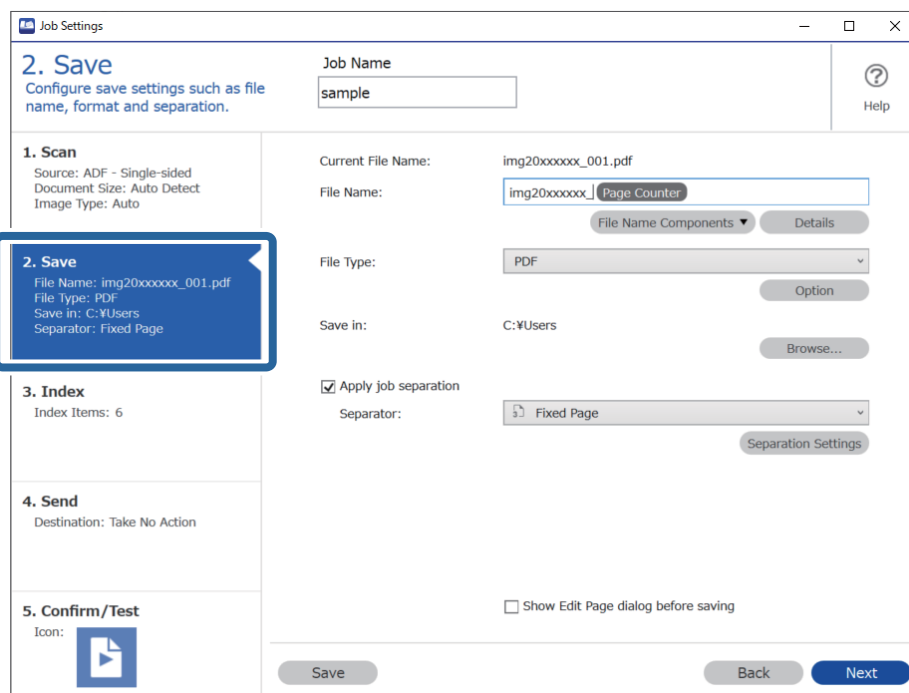 Job Settings
2. Save
Configure save settings such as file
name, format and separation.
Job Name
sample
Help
1. Scan
Source: ADF - Single-sided
Document Size: Auto Detect
Image Type: Auto
2. Save
File Name: img20xxxxxx_001.pdf
File Type: PDF
Save in: C:¥Users
Separator: Fixed Page
3. Index
Index Items: 6
4. Send
Destination: Take No Action
5. Confirm/Test
Icon:
Current File Name: img20xxxxxx_001.pdf
File Name: img20xxxxxx_ Page Counter
File Name Components ▼ Details
File Type: PDF
Option
Save in: C:¥Users
Browse...
Apply job separation
Separator: Fixed Page
Separation Settings
Show Edit Page dialog before saving
Save Back Next